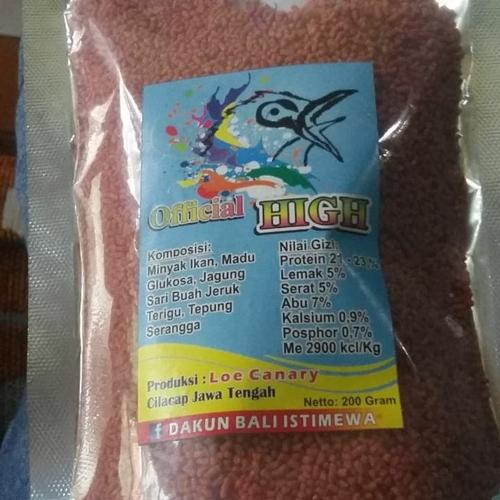 Official HIGH
Komposisi:
Minyak Ikan, Madu
Glukosa, Jagung
Sari Buah Jeruk
Terigu, Tepung
Serangga
Nilai Gizi:
Protein 21 - 23 %
Lemak 5%
Serat 5%
Abu 7%
Kalsium 0,9%
Posphor 0,7%
Me 2900 kcl/Kg
Produksi : Loe Canary
Cilacap Jawa Tengah
Netto: 200 Gram
f DAKUN BALI ISTIMEWA